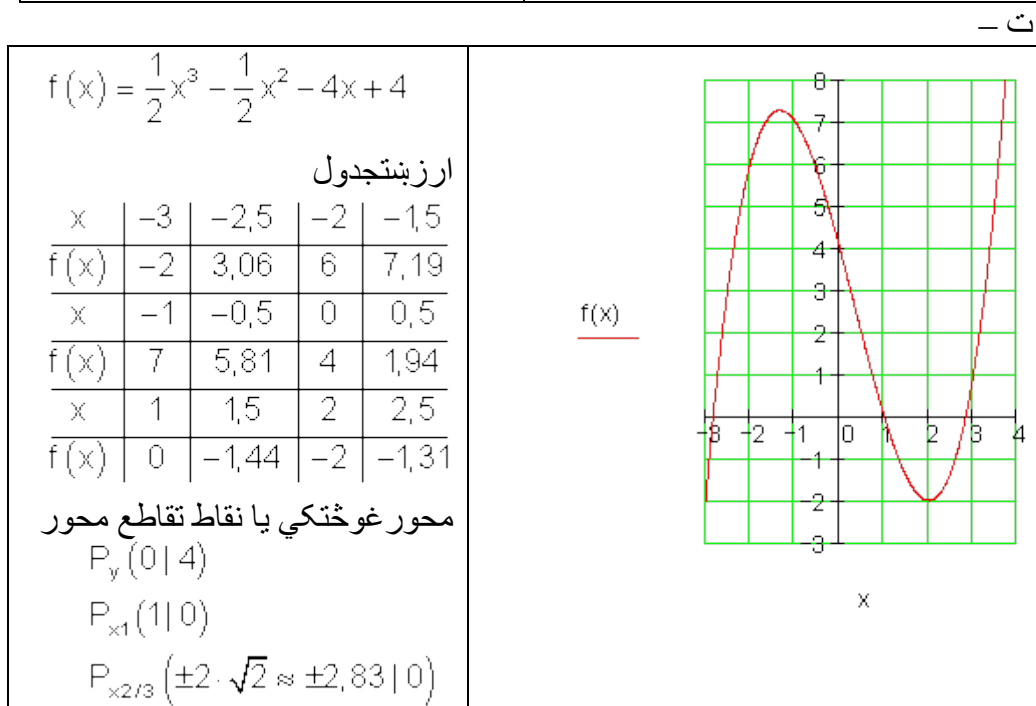 ت –
f (x) = 1/2 x³ – 1/2 x² – 4x + 4
ارزښتجدول
x | –3 | –2,5 | –2 | –1,5
f (x) | –2 | 3,06 | 6 | 7,19
x | –1 | –0,5 | 0 | 0,5
f (x) | 7 | 5,81 | 4 | 1,94
x | 1 | 1,5 | 2 | 2,5
f (x) | 0 | –1,44 | –2 | –1,31
محورغوڅتکي یا نقاط تقاطع محور
P_y (0 | 4)
P_x1 (1 | 0)
P_x2/3 (±2 · √2 ≈ ±2,83 | 0)
8
7
6
5
4
3
2
1
–3 –2 –1 0 1 2 3 4
–1
–2
–3
f(x)
x